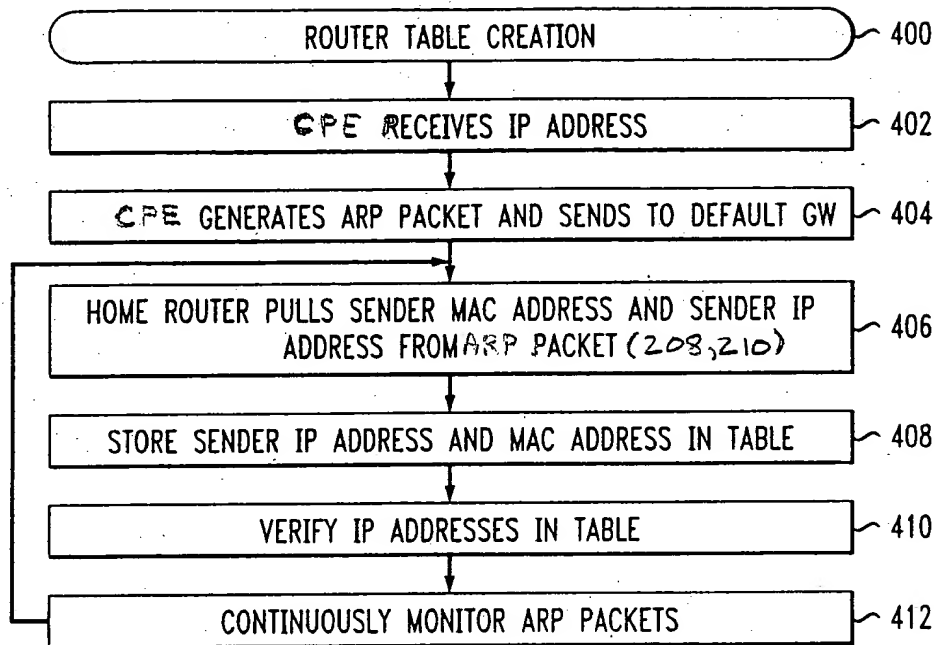 ROUTER TABLE CREATION
400
CPE RECEIVES IP ADDRESS
402
CPE GENERATES ARP PACKET AND SENDS TO DEFAULT GW
404
HOME ROUTER PULLS SENDER MAC ADDRESS AND SENDER IP
ADDRESS FROM ARP PACKET (208,210)
406
STORE SENDER IP ADDRESS AND MAC ADDRESS IN TABLE
408
VERIFY IP ADDRESSES IN TABLE
410
CONTINUOUSLY MONITOR ARP PACKETS
412